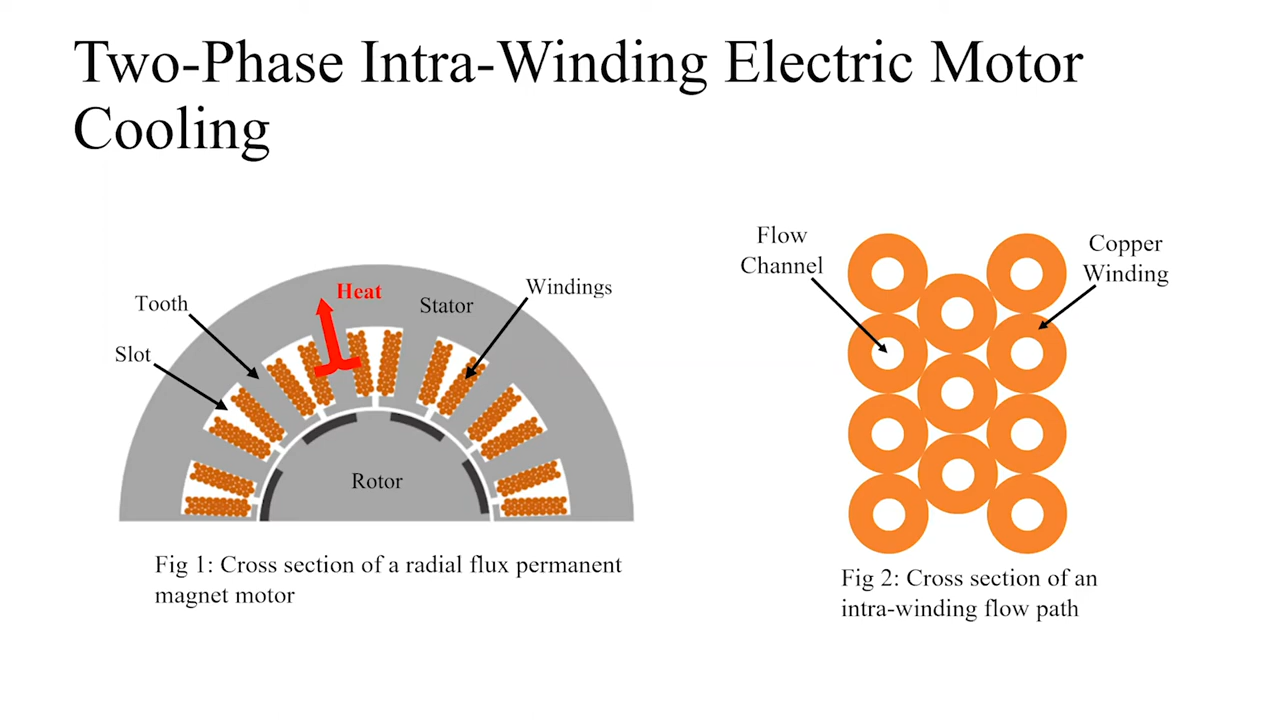 Two-Phase Intra-Winding Electric Motor
Cooling
Tooth
Slot
Heat
Stator
Windings
Rotor
Fig 1: Cross section of a radial flux permanent
magnet motor
Flow
Channel
Copper
Winding
Fig 2: Cross section of an
intra-winding flow path